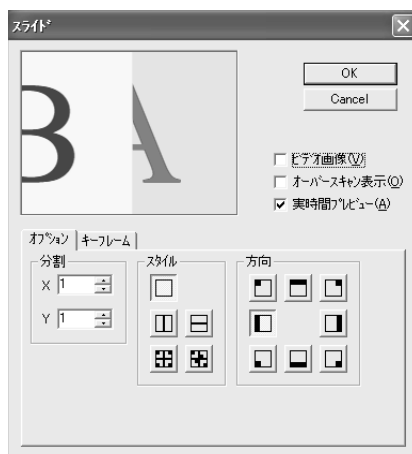 スライド
B A
OK
Cancel
ビデオ画像(V)
オーバースキャン表示(O)
実時間プレビュー(A)
オプション キーフレーム
分割
X 1
Y 1
スタイル
方向